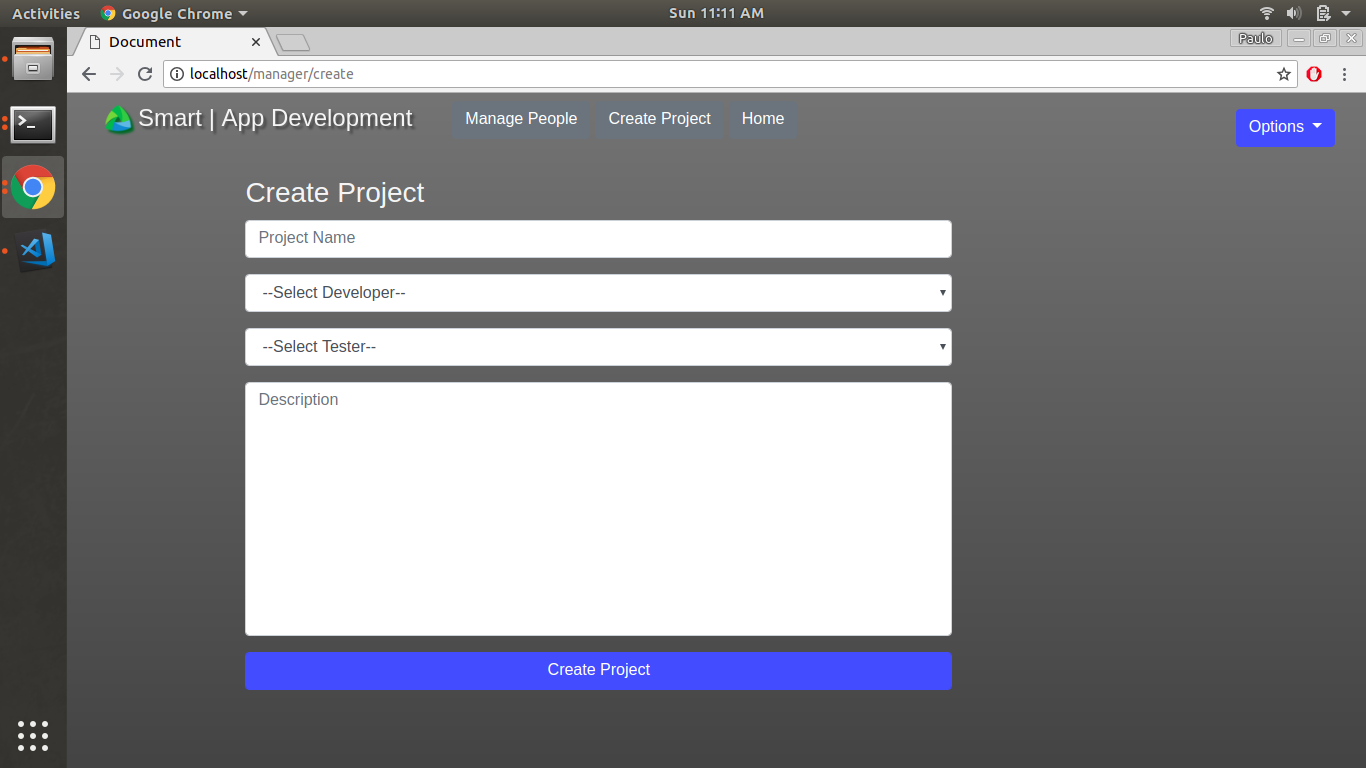 Activities Google Chrome Sun 11:11 AM
Document Paulo
localhost/manager/create
Smart | App Development Manage People Create Project Home Options
Create Project
Project Name
--Select Developer--
--Select Tester--
Description
Create Project